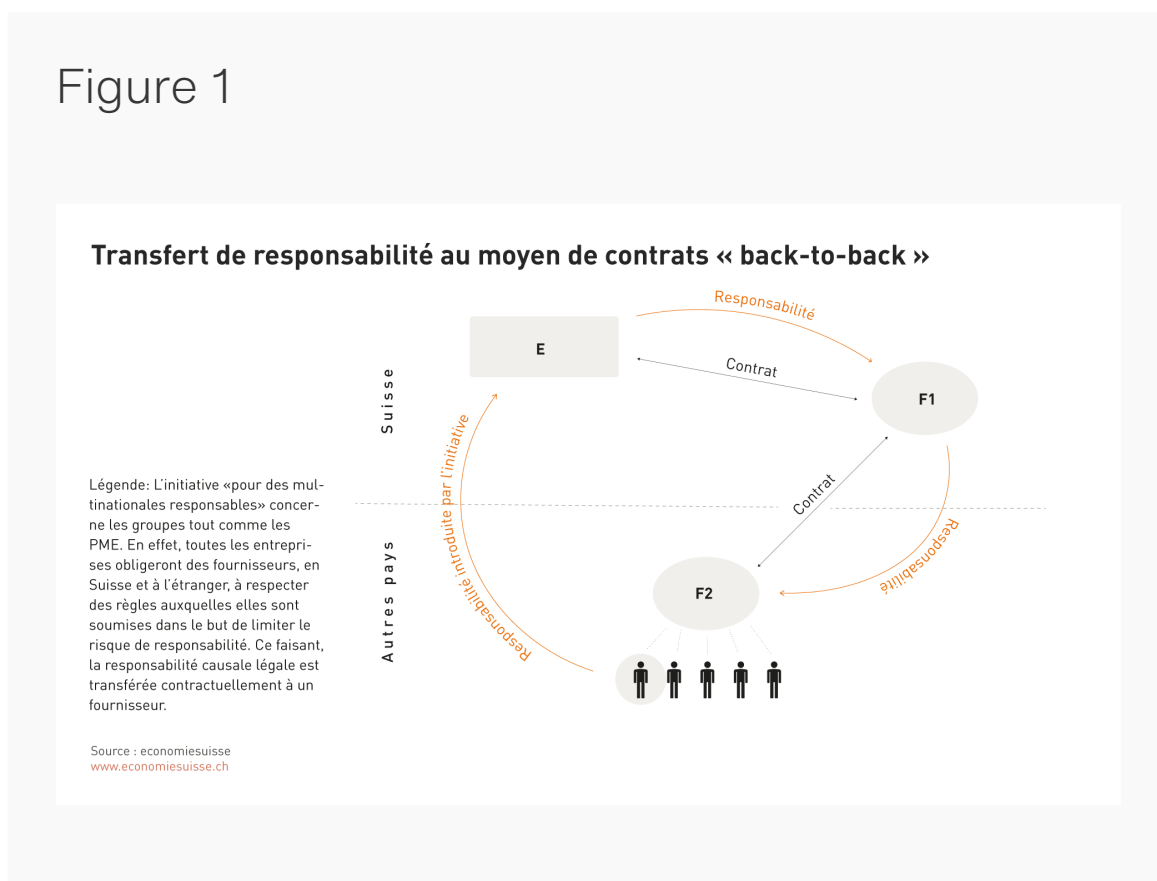 Figure 1
Transfert de responsabilité au moyen de contrats « back-to-back »
Responsabilité
E
Contrat
F1
Suisse
Responsabilité introduite par l'initiative
Contrat
Responsabilité
Autres pays
F2
Légende: L'initiative «pour des mul-
tinationales responsables» concer-
ne les groupes tout comme les
PME. En effet, toutes les entrepri-
ses obligeront des fournisseurs, en
Suisse et à l'étranger, à respecter
des règles auxquelles elles sont
soumises dans le but de limiter le
risque de responsabilité. Ce faisant,
la responsabilité causale légale est
transférée contractuellement à un
fournisseur.
Source : economiesuisse
www.economiesuisse.ch